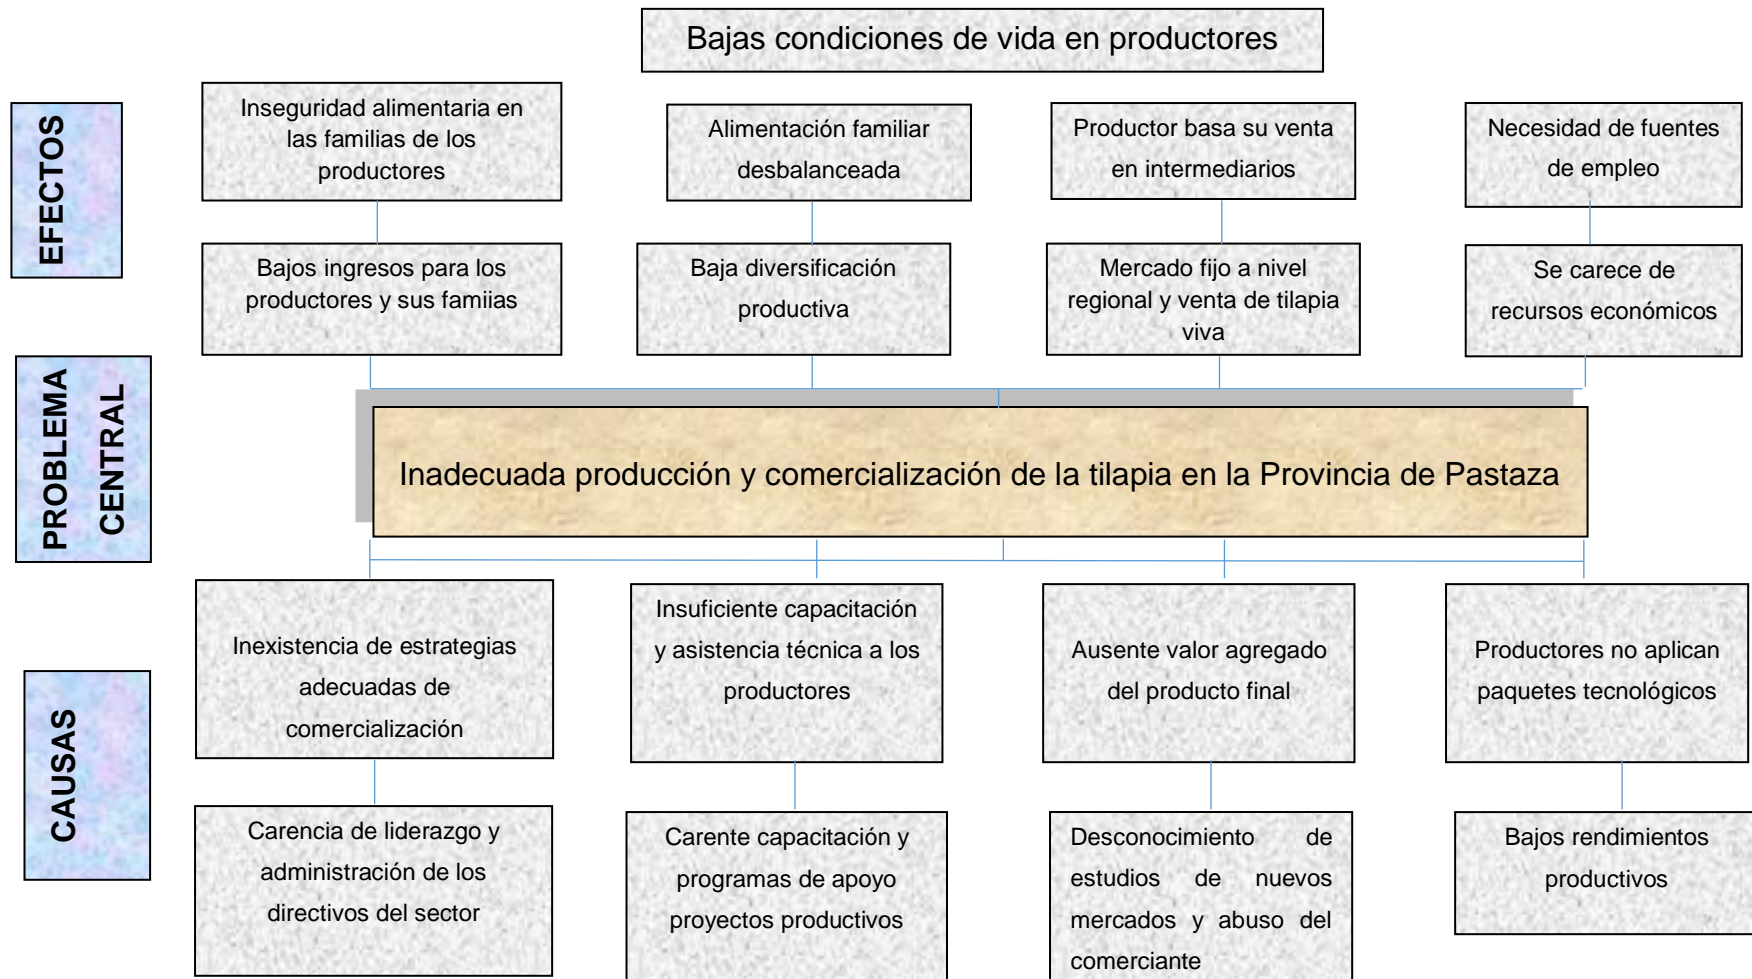 Bajas condiciones de vida en productores
EFECTOS
Inseguridad alimentaria en
las familias de los
productores
Alimentación familiar
desbalanceada
Productor basa su venta
en intermediarios
Necesidad de fuentes
de empleo
Bajos ingresos para los
productores y sus famiias
Baja diversificación
productiva
Mercado fijo a nivel
regional y venta de tilapia
viva
Se carece de
recursos económicos
PROBLEMA
CENTRAL
Inadecuada producción y comercialización de la tilapia en la Provincia de Pastaza
CAUSAS
Inexistencia de estrategias
adecuadas de
comercialización
Insuficiente capacitación
y asistencia técnica a los
productores
Ausente valor agregado
del producto final
Productores no aplican
paquetes tecnológicos
Carencia de liderazgo y
administración de los
directivos del sector
Carente capacitación y
programas de apoyo
proyectos productivos
Desconocimiento de
estudios de nuevos
mercados y abuso del
comerciante
Bajos rendimientos
productivos